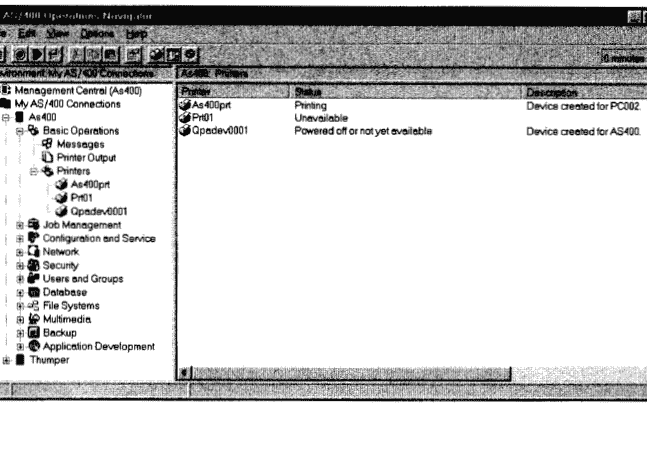 AS/400 Operations Navigator
Edit View Options Help
0 minutes
Environment: My AS/400 Connections
As400: Printers
Management Central (As400)
My AS/400 Connections
As400
Basic Operations
Messages
Printer Output
Printers
As400prt
Prt01
Qpadev0001
Job Management
Configuration and Service
Network
Security
Users and Groups
Database
File Systems
Multimedia
Backup
Application Development
Thumper
Printer Status Description
As400prt Printing Device created for PC002.
Prt01 Unavailable
Qpadev0001 Powered off or not yet available Device created for AS400.